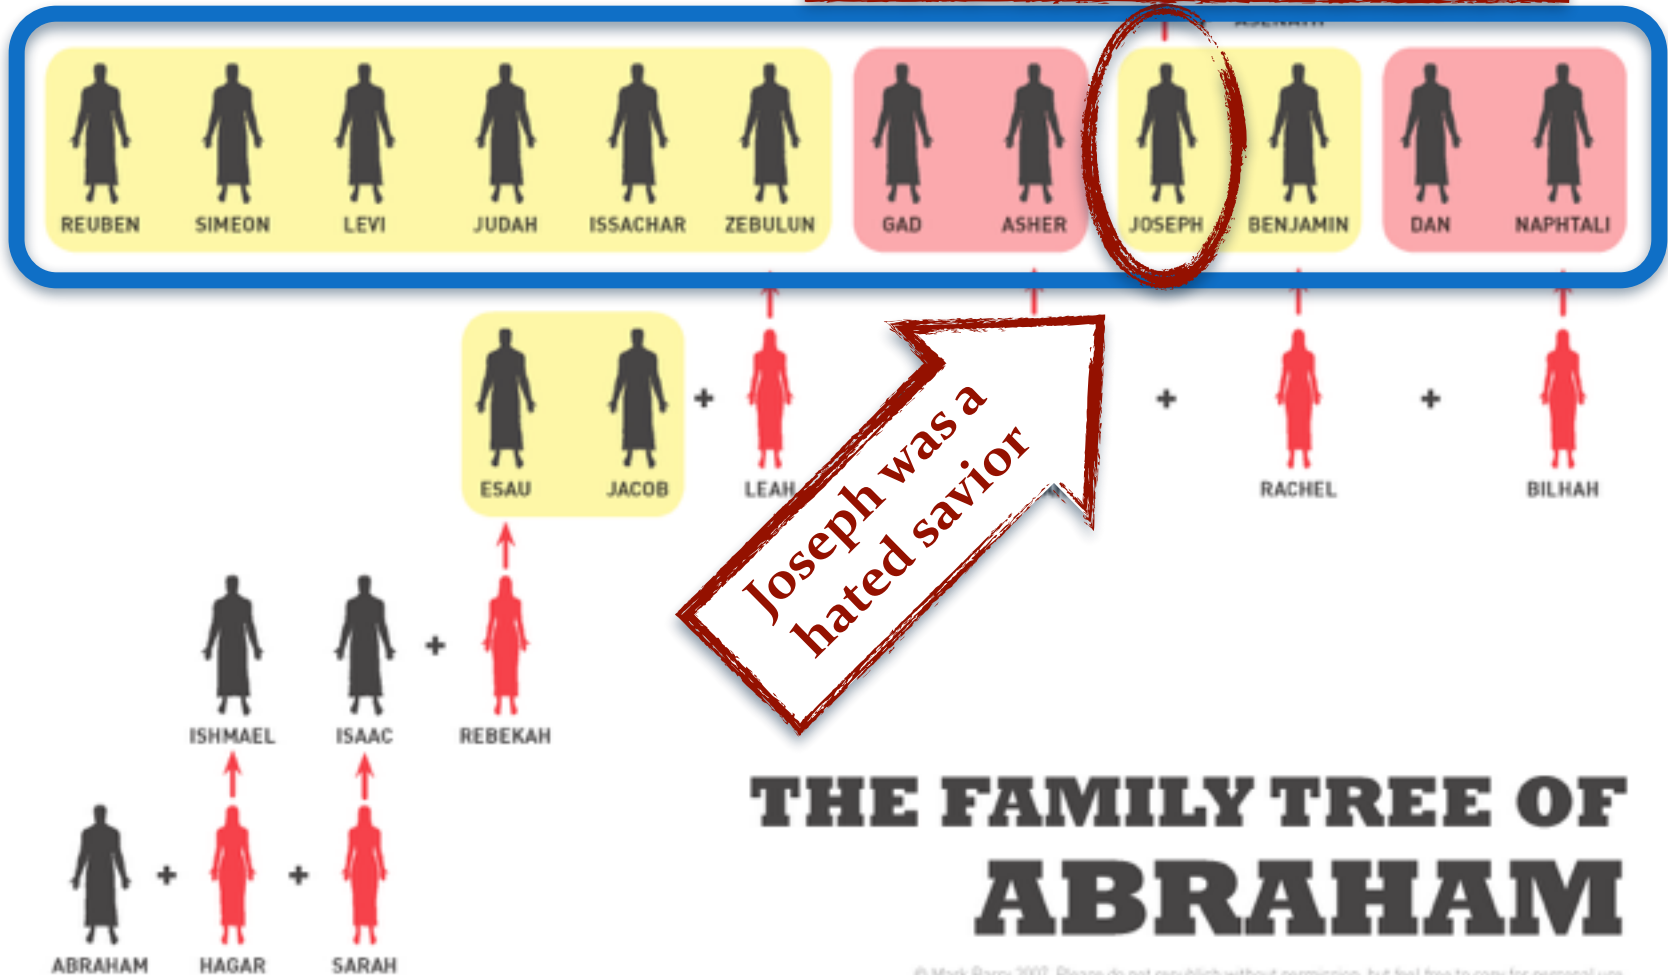 REUBEN SIMEON LEVI JUDAH ISSACHAR ZEBULUN GAD ASHER JOSEPH BENJAMIN DAN NAPHTALI
+ + +
ESAU JACOB LEAH RACHEL BILHAH
Joseph was a
hated savior
+
ISHMAEL ISAAC REBEKAH
THE FAMILY TREE OF
ABRAHAM
+ +
ABRAHAM HAGAR SARAH